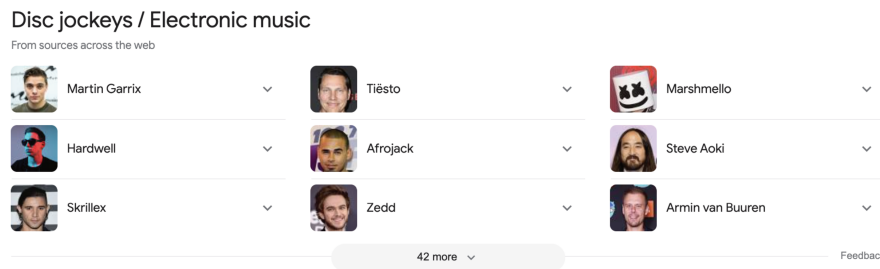 Disc jockeys / Electronic music
From sources across the web
Martin Garrix
Tiësto
Marshmello
Hardwell
Afrojack
Steve Aoki
Skrillex
Zedd
Armin van Buuren
42 more
Feedbac